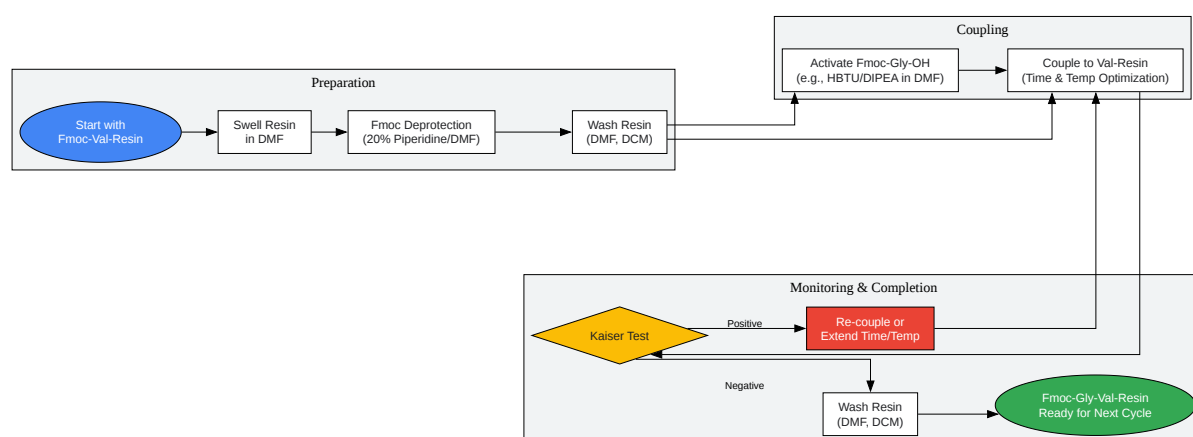 Coupling
Activate Fmoc-Gly-OH
(e.g., HBTU/DIPEA in DMF)
Couple to Val-Resin
(Time & Temp Optimization)
Preparation
Start with
Fmoc-Val-Resin
Swell Resin
in DMF
Fmoc Deprotection
(20% Piperidine/DMF)
Wash Resin
(DMF, DCM)
Monitoring & Completion
Kaiser Test
Positive
Re-couple or
Extend Time/Temp
Negative
Wash Resin
(DMF, DCM)
Fmoc-Gly-Val-Resin
Ready for Next Cycle